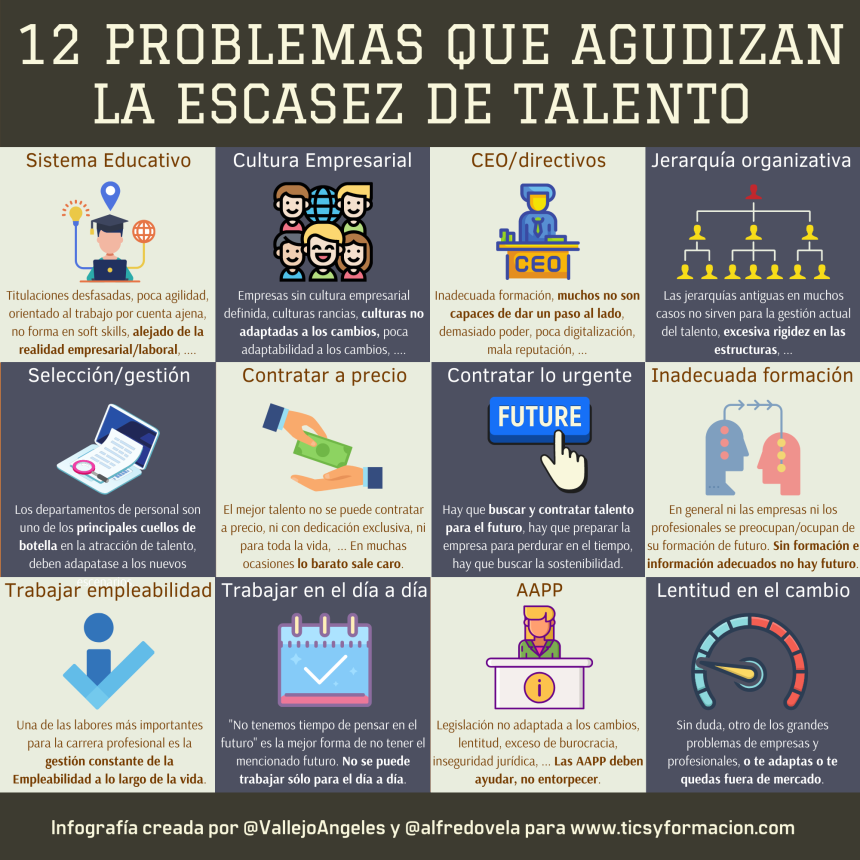 12 PROBLEMAS QUE AGUDIZAN
LA ESCASEZ DE TALENTO
Sistema Educativo
Titulaciones desfasadas, poca agilidad,
orientado al trabajo por cuenta ajena,
no forma en soft skills, alejado de la
realidad empresarial/laboral, ....
Cultura Empresarial
Empresas sin cultura empresarial
definida, culturas rancias, culturas no
adaptadas a los cambios, poca
adaptabilidad a los cambios, ....
CEO/directivos
CEO
Inadecuada formación, muchos no son
capaces de dar un paso al lado,
demasiado poder, poca digitalización,
mala reputación, ...
Jerarquía organizativa
Las jerarquías antiguas en muchos
casos no sirven para la gestión actual
del talento, excesiva rigidez en las
estructuras, ...
Selección/gestión
Los departamentos de personal son
uno de los principales cuellos de
botella en la atracción de talento,
deben adapatase a los nuevos
Contratar a precio
El mejor talento no se puede contratar
a precio, ni con dedicación exclusiva, ni
para toda la vida, ... En muchas
ocasiones lo barato sale caro.
Contratar lo urgente
FUTURE
Hay que buscar y contratar talento
para el futuro, hay que preparar la
empresa para perdurar en el tiempo,
hay que buscar la sostenibilidad.
Inadecuada formación
En general ni las empresas ni los
profesionales se preocupan/ocupan de
su formación de futuro. Sin formación e
información adecuados no hay futuro.
Trabajar empleabilidad
Una de las labores más importantes
para la carrera profesional es la
gestión constante de la
Empleabilidad a lo largo de la vida.
Trabajar en el día a día
"No tenemos tiempo de pensar en el
futuro" es la mejor forma de no tener el
mencionado futuro. No se puede
trabajar sólo para el día a día.
AAPP
i
Legislación no adaptada a los cambios,
lentitud, exceso de burocracia,
inseguridad jurídica, ... Las AAPP deben
ayudar, no entorpecer.
Lentitud en el cambio
Sin duda, otro de los grandes
problemas de empresas y
profesionales, o te adaptas o te
quedas fuera de mercado.
Infografía creada por @VallejoAngeles y @alfredovela para www.ticsyformacion.com